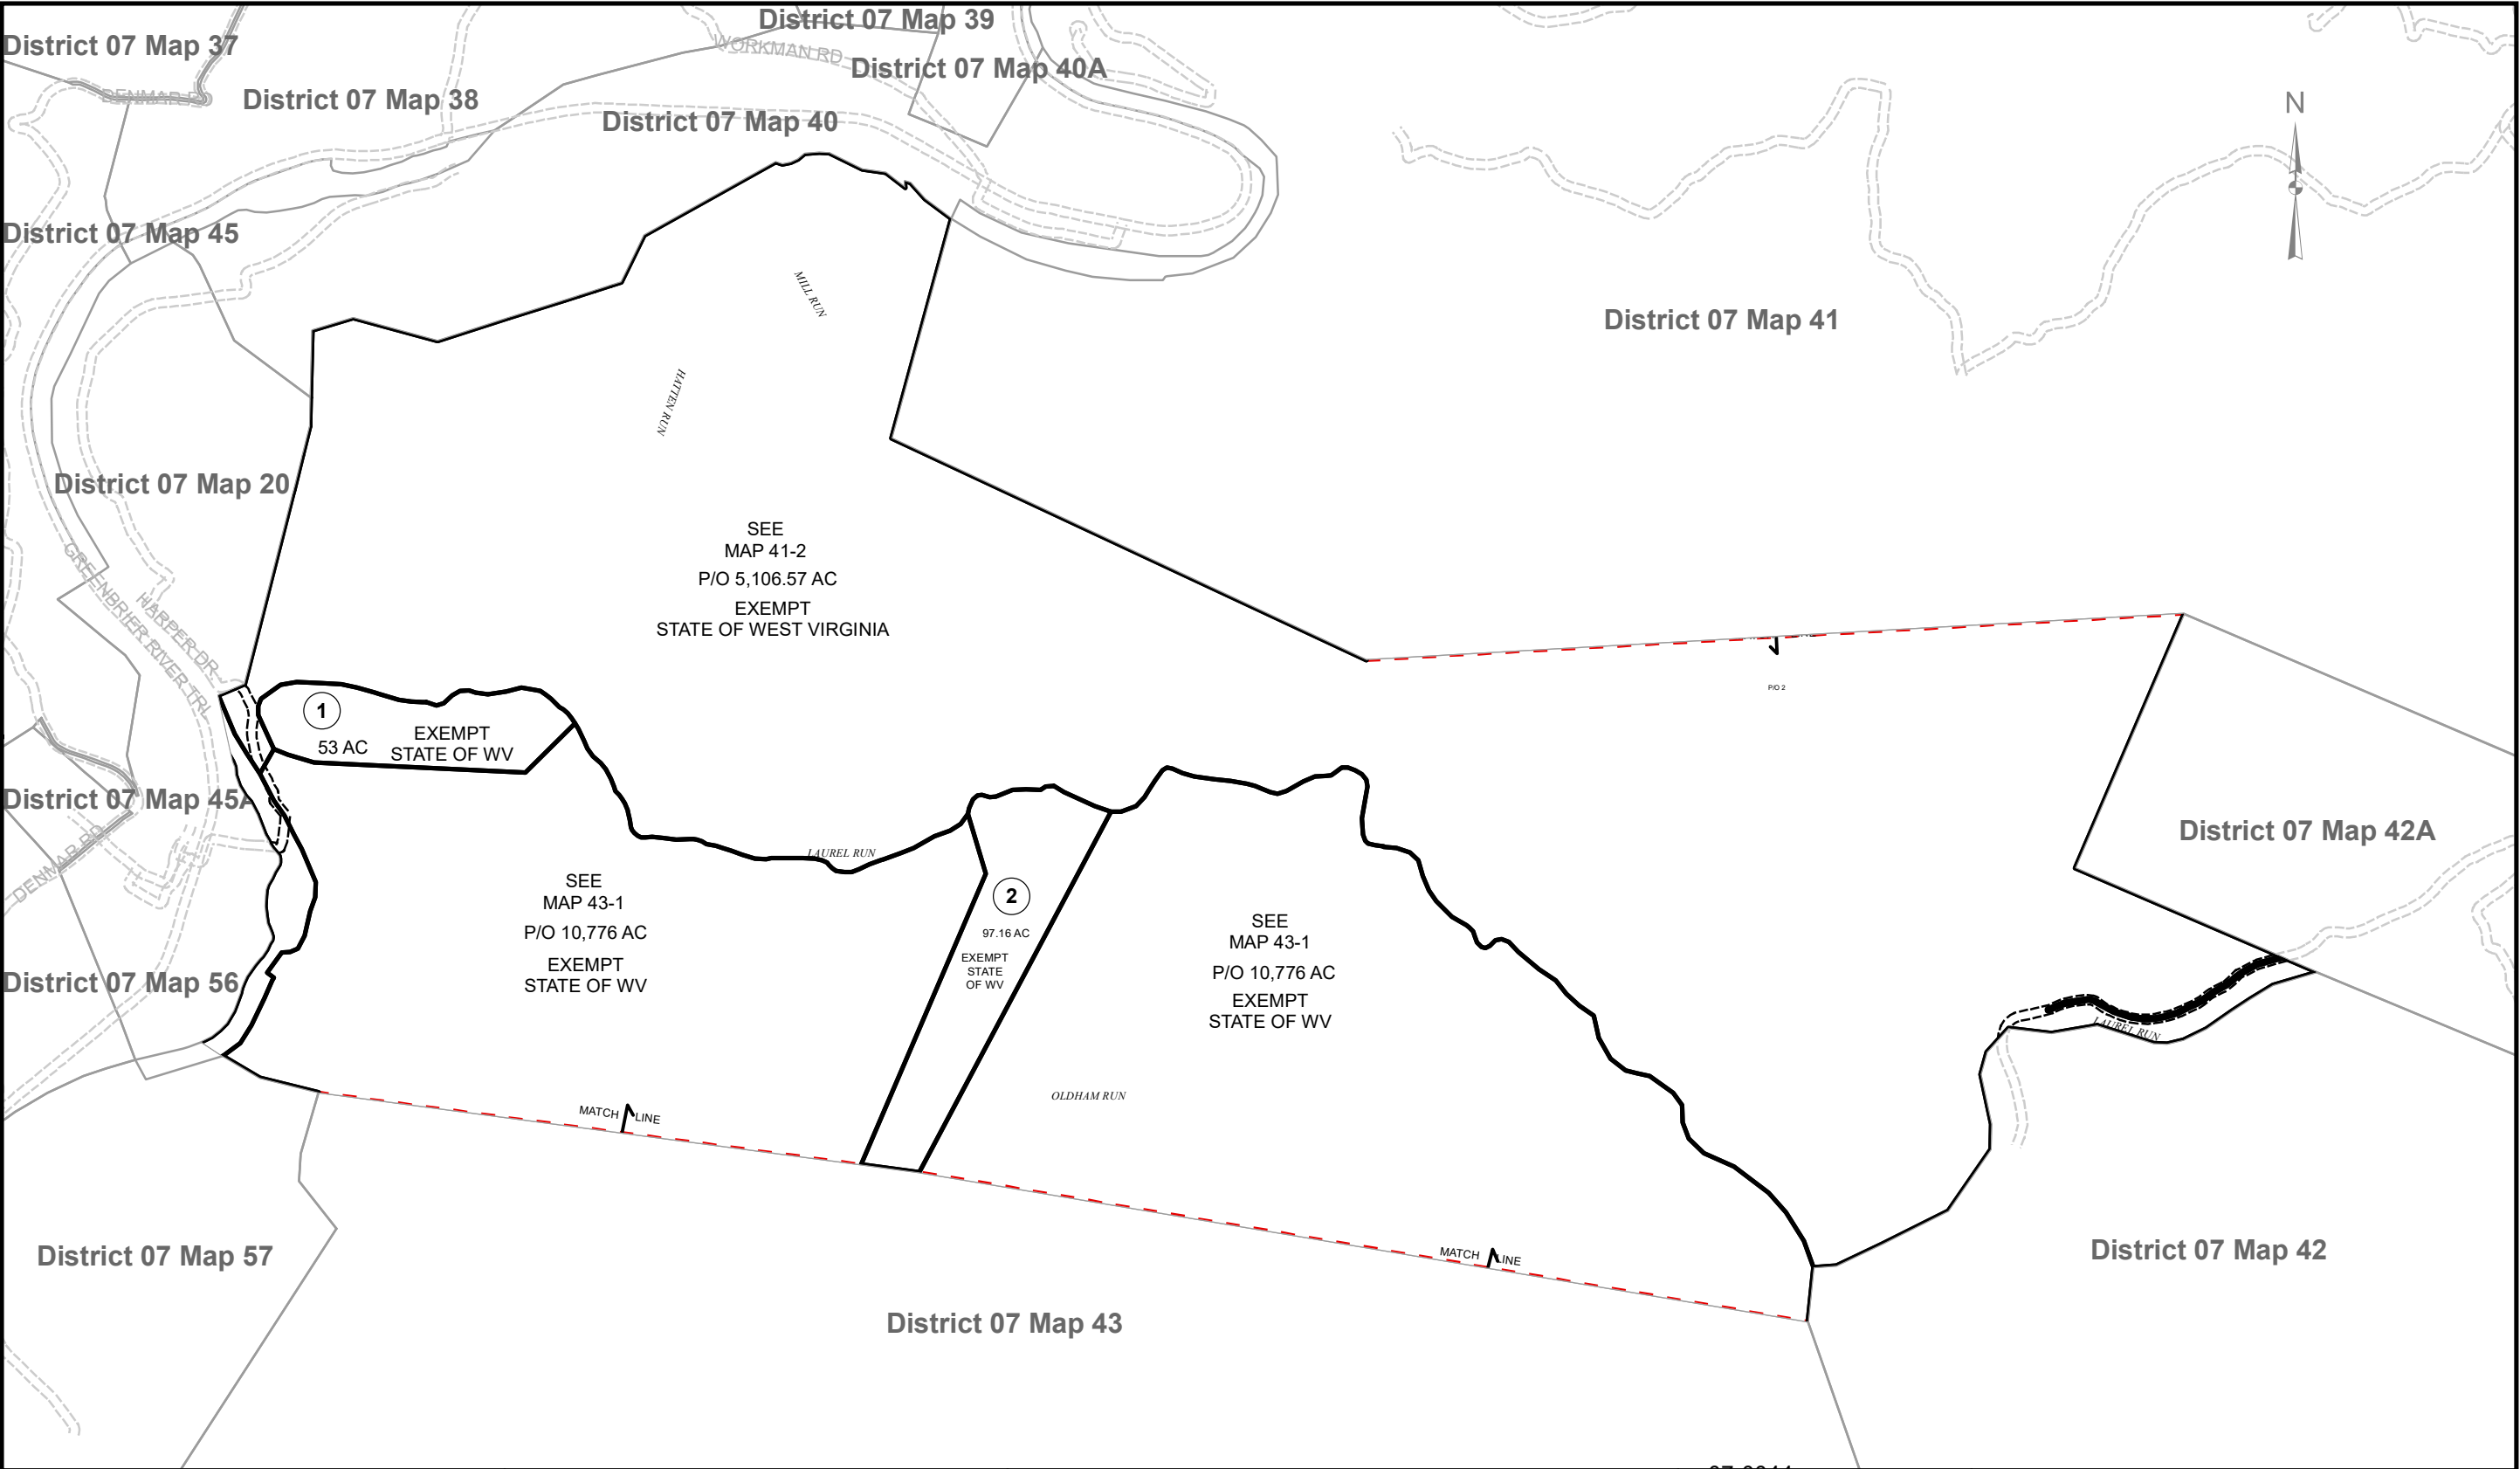 District 07 Map 39
District 07 Map 37
WORKMAN RD
District 07 Map 40A
DENMAR RD
District 07 Map 38
N
District 07 Map 40
District 07 Map 45
MILL RUN
District 07 Map 41
HATTEN RUN
District 07 Map 20
SEE
MAP 41-2
P/O 5,106.57 AC
EXEMPT
STATE OF WEST VIRGINIA
HARPER DR
GREENBRIER RIVER TRL
P/O 2
1
53 AC
EXEMPT
STATE OF WV
District 07 Map 45A
District 07 Map 42A
LAUREL RUN
DENMAR RD
SEE
MAP 43-1
P/O 10,776 AC
EXEMPT
STATE OF WV
2
97.16 AC
EXEMPT
STATE
OF WV
SEE
MAP 43-1
P/O 10,776 AC
EXEMPT
STATE OF WV
District 07 Map 56
LAUREL RUN
OLDHAM RUN
MATCH LINE
District 07 Map 57
MATCH LINE
District 07 Map 42
District 07 Map 43